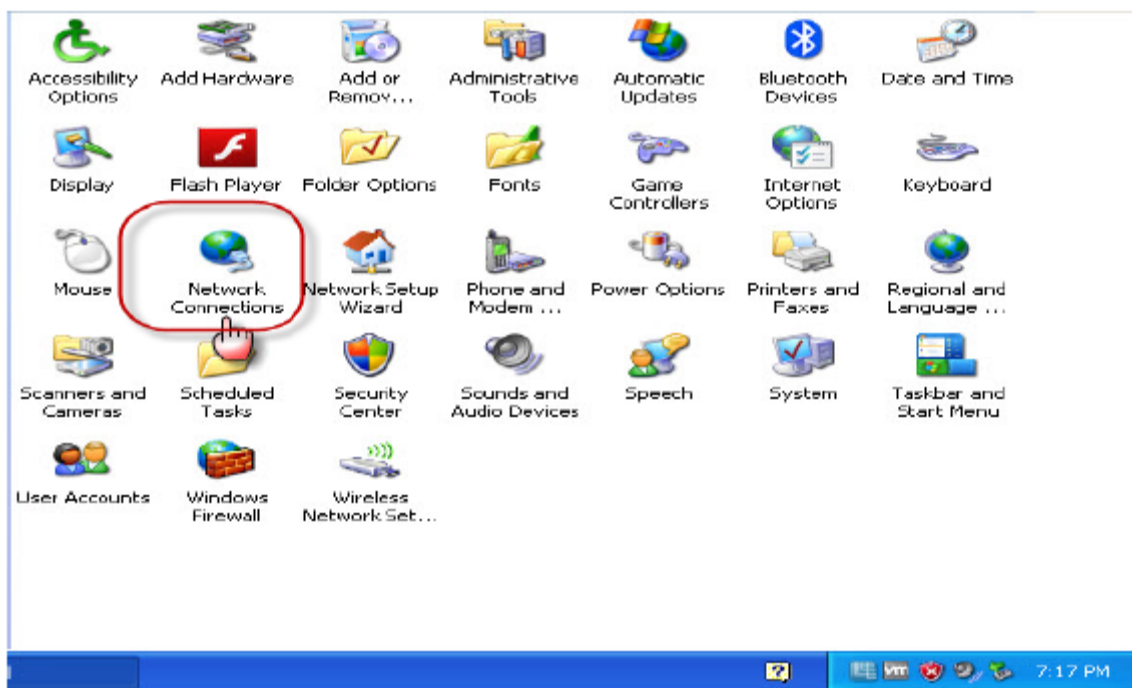 Accessibility Options
Add Hardware
Add or Remov...
Administrative Tools
Automatic Updates
Bluetooth Devices
Date and Time
Display
Flash Player
Folder Options
Fonts
Game Controllers
Internet Options
Keyboard
Mouse
Network Connections
Network Setup Wizard
Phone and Modem ...
Power Options
Printers and Faxes
Regional and Language ...
Scanners and Cameras
Scheduled Tasks
Security Center
Sounds and Audio Devices
Speech
System
Taskbar and Start Menu
User Accounts
Windows Firewall
Wireless Network Set...
7:17 PM